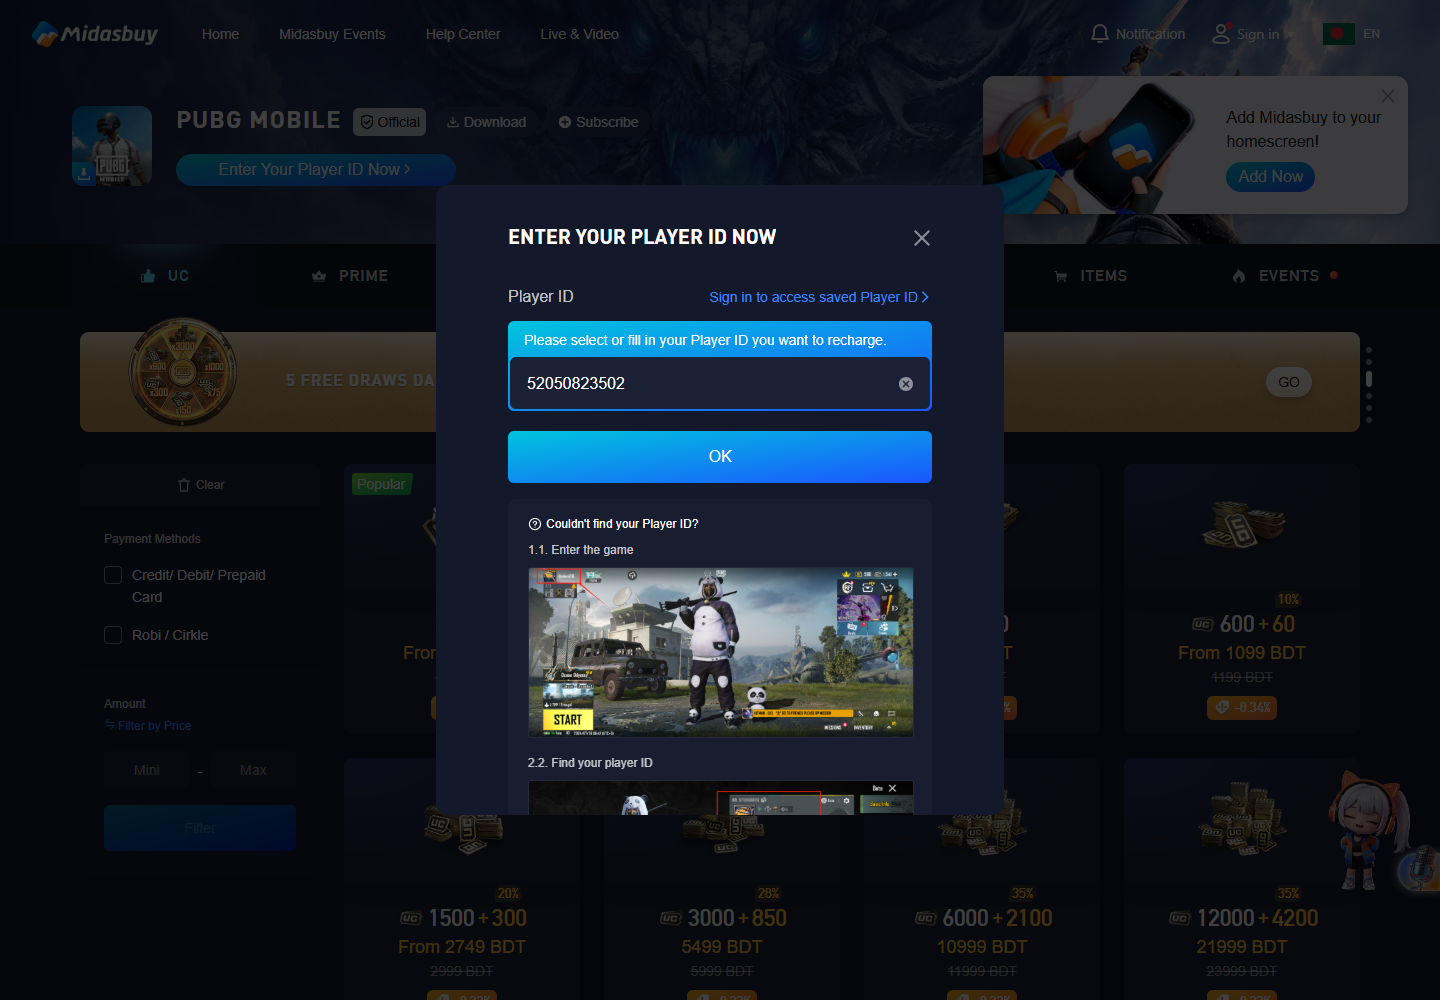 Midasbuy
Home
Midasbuy Events
Help Center
Live & Video
Notification
Sign in
EN
PUBG MOBILE
Official
Download
Subscribe
Enter Your Player ID Now
Add Midasbuy to your
homescreen!
Add Now
ENTER YOUR PLAYER ID NOW
UC
PRIME
ITEMS
EVENTS
Player ID
Sign in to access saved Player ID
Please select or fill in your Player ID you want to recharge.
52050823502
5 FREE DRAWS DA
GO
OK
Clear
Popular
Payment Methods
Credit/ Debit/ Prepaid
Card
Robi / Cirkle
Couldn't find your Player ID?
1.1. Enter the game
START
10%
600+60
From 1099 BDT
1199 BDT
-8.34%
Amount
Filter by Price
Mini
-
Max
Filter
2.2. Find your player ID
20%
1500+300
From 2749 BDT
2999 BDT
28%
3000+850
5499 BDT
5999 BDT
35%
6000+2100
10999 BDT
11999 BDT
35%
12000+4200
21999 BDT
23999 BDT